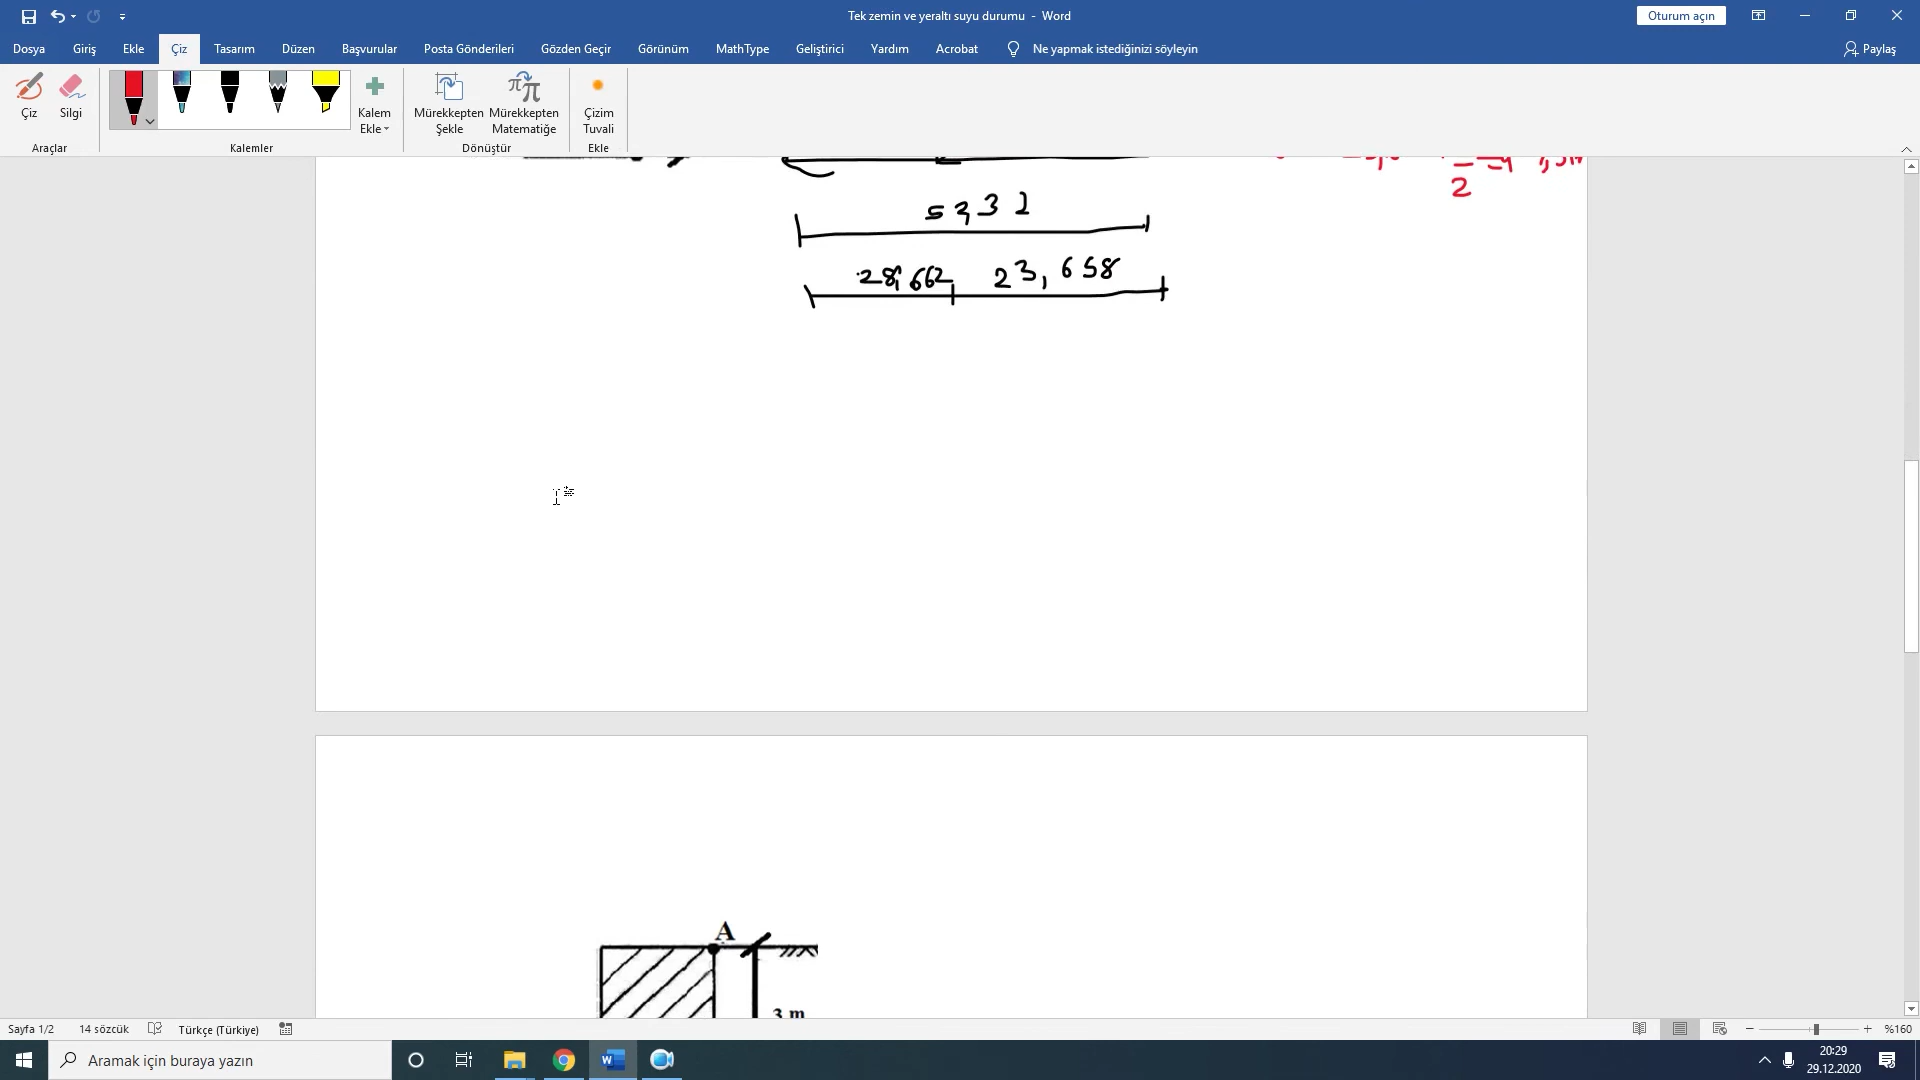 Tek zemin ve yeraltı suyu durumu - Word
Oturum açın
Dosya Giriş Ekle Çiz Tasarım Düzen Başvurular Posta Gönderileri Gözden Geçir Görünüm MathType Geliştirici Yardım Acrobat Ne yapmak istediğinizi söyleyin Paylaş
Çiz Silgi Kalem Ekle Mürekkepten Şekle Mürekkepten Matematiğe Çizim Tuvali
Araçlar Kalemler Dönüştür Ekle
2
52,32
28,662 23,658
A
3 m
Sayfa 1/2 14 sözcük Türkçe (Türkiye) %160
Aramak için buraya yazın
20:29
29.12.2020